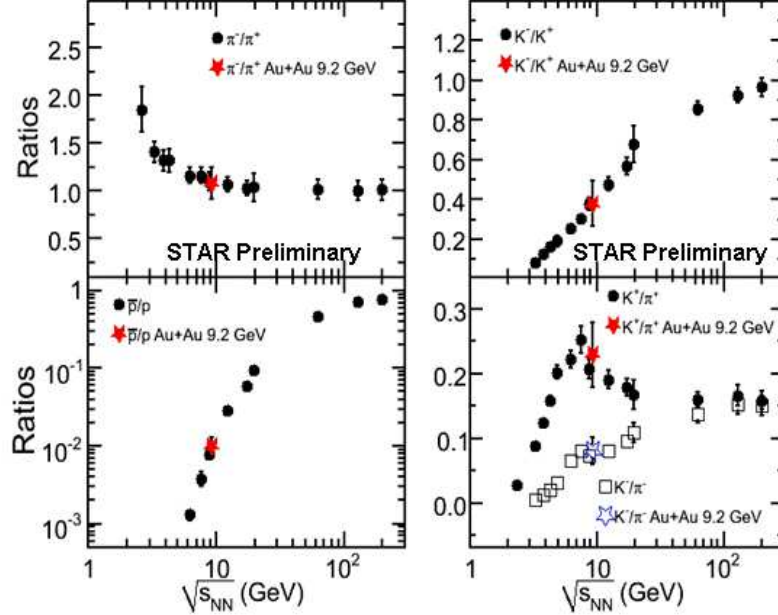 π⁻/π⁺
π⁻/π⁺ Au+Au 9.2 GeV
Ratios
2.5
2.0
1.5
1.0
0.5
STAR Preliminary
K⁻/K⁺
K⁻/K⁺ Au+Au 9.2 GeV
1.2
1.0
0.8
0.6
0.4
0.2
0
STAR Preliminary
p̅/p
p̅/p Au+Au 9.2 GeV
Ratios
1
10⁻¹
10⁻²
10⁻³
1
10
10²
√sNN (GeV)
K⁺/π⁺
K⁺/π⁺ Au+Au 9.2 GeV
0.3
0.2
0.1
0.0
K⁻/π⁻
K⁻/π⁻ Au+Au 9.2 GeV
1
10
10²
√sNN (GeV)